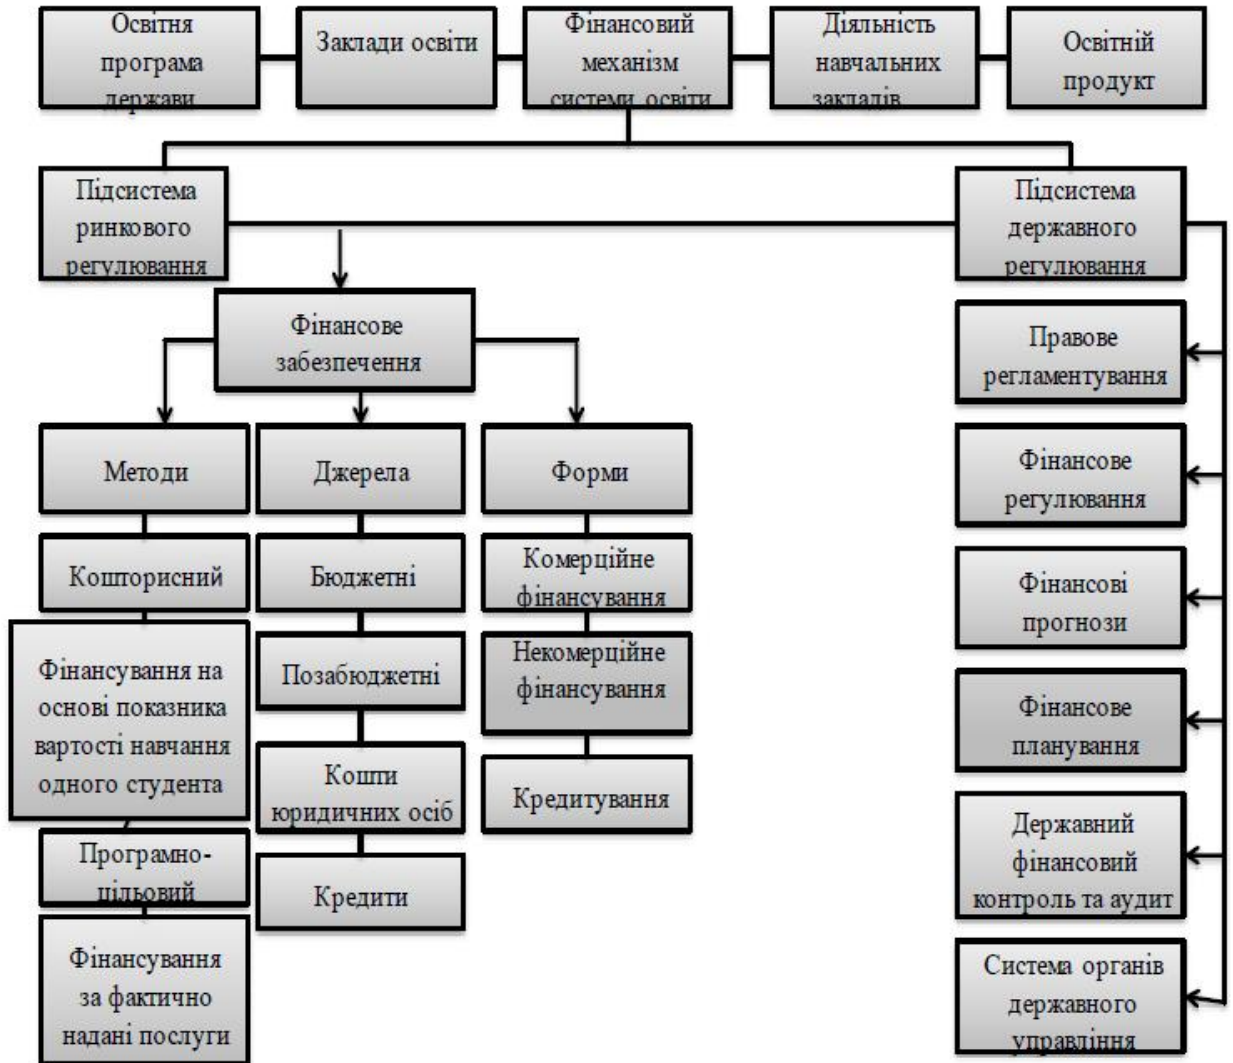 Освітня
програма
держави
Заклади освіти
Фінансовий
механізм
системи освіти
Діяльність
навчальних
закладів
Освітній
продукт
Підсистема
ринкового
регулювання
Підсистема
державного
регулювання
Фінансове
забезпечення
Методи
Кошторисний
Фінансування на
основі показника
вартості навчання
одного студента
Програмно-
цільовий
Фінансування
за фактично
надані послуги
Джерела
Бюджетні
Позабюджетні
Кошти
юридичних осіб
Кредити
Форми
Комерційне
фінансування
Некомерційне
фінансування
Кредитування
Правове
регламентування
Фінансове
регулювання
Фінансові
прогнози
Фінансове
планування
Державний
фінансовий
контроль та аудит
Система органів
державного
управління